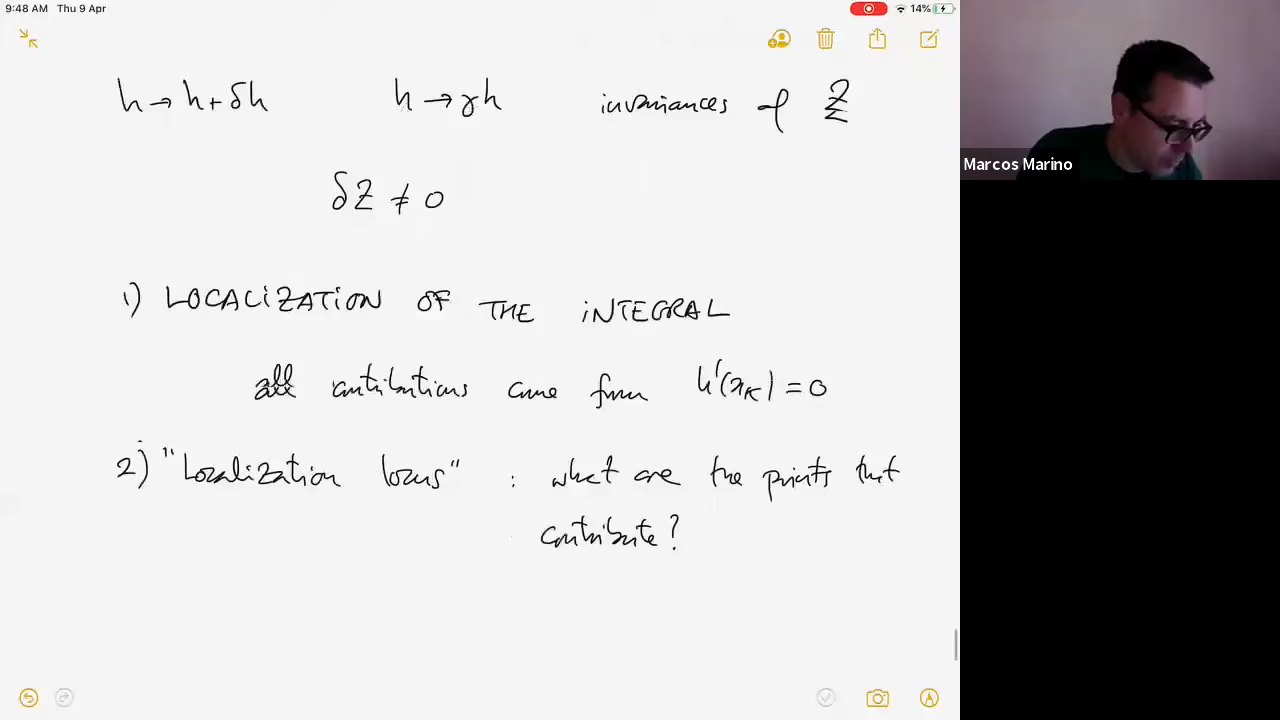 9:48 AM Thu 9 Apr
14%
h → h + δh h → γh invariances of Z
Marcos Marino
δZ ≠ 0
1) LOCALIZATION OF THE INTEGRAL
all contributions come from h'(x_K) = 0
2) "Localization locus" : what are the points that
contribute?